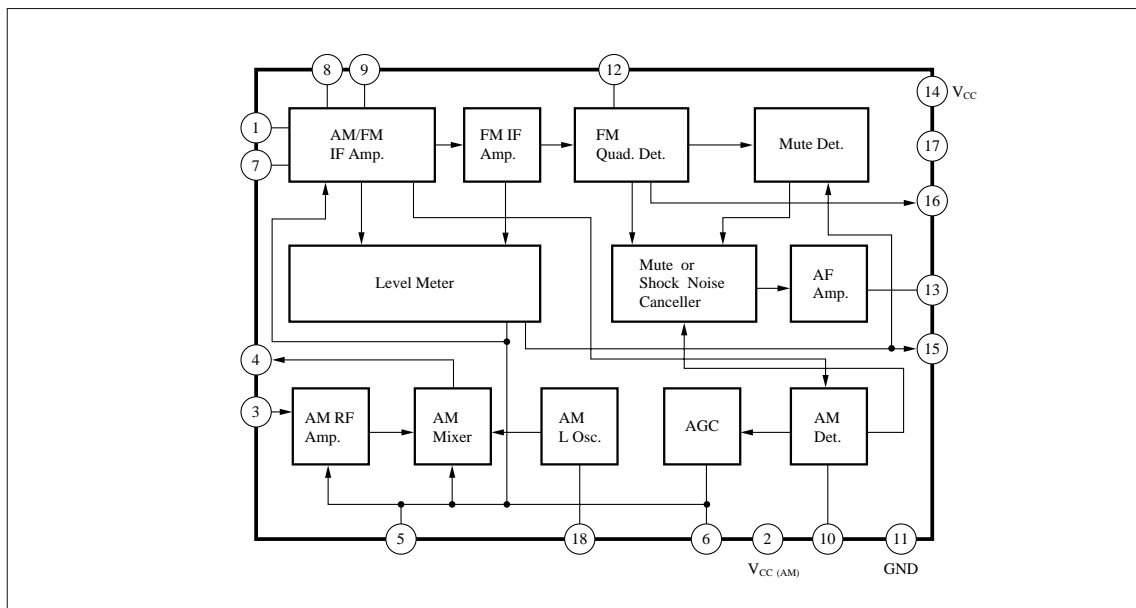 8
9
12
14 V_CC
1
AM/FM
IF Amp.
FM IF
Amp.
FM
Quad. Det.
Mute Det.
17
7
16
Level Meter
Mute or
Shock Noise
Canceller
AF
Amp.
13
4
15
3
AM RF
Amp.
AM
Mixer
AM
L Osc.
AGC
AM
Det.
5
18
6
2
10
11
V_CC (AM)
GND